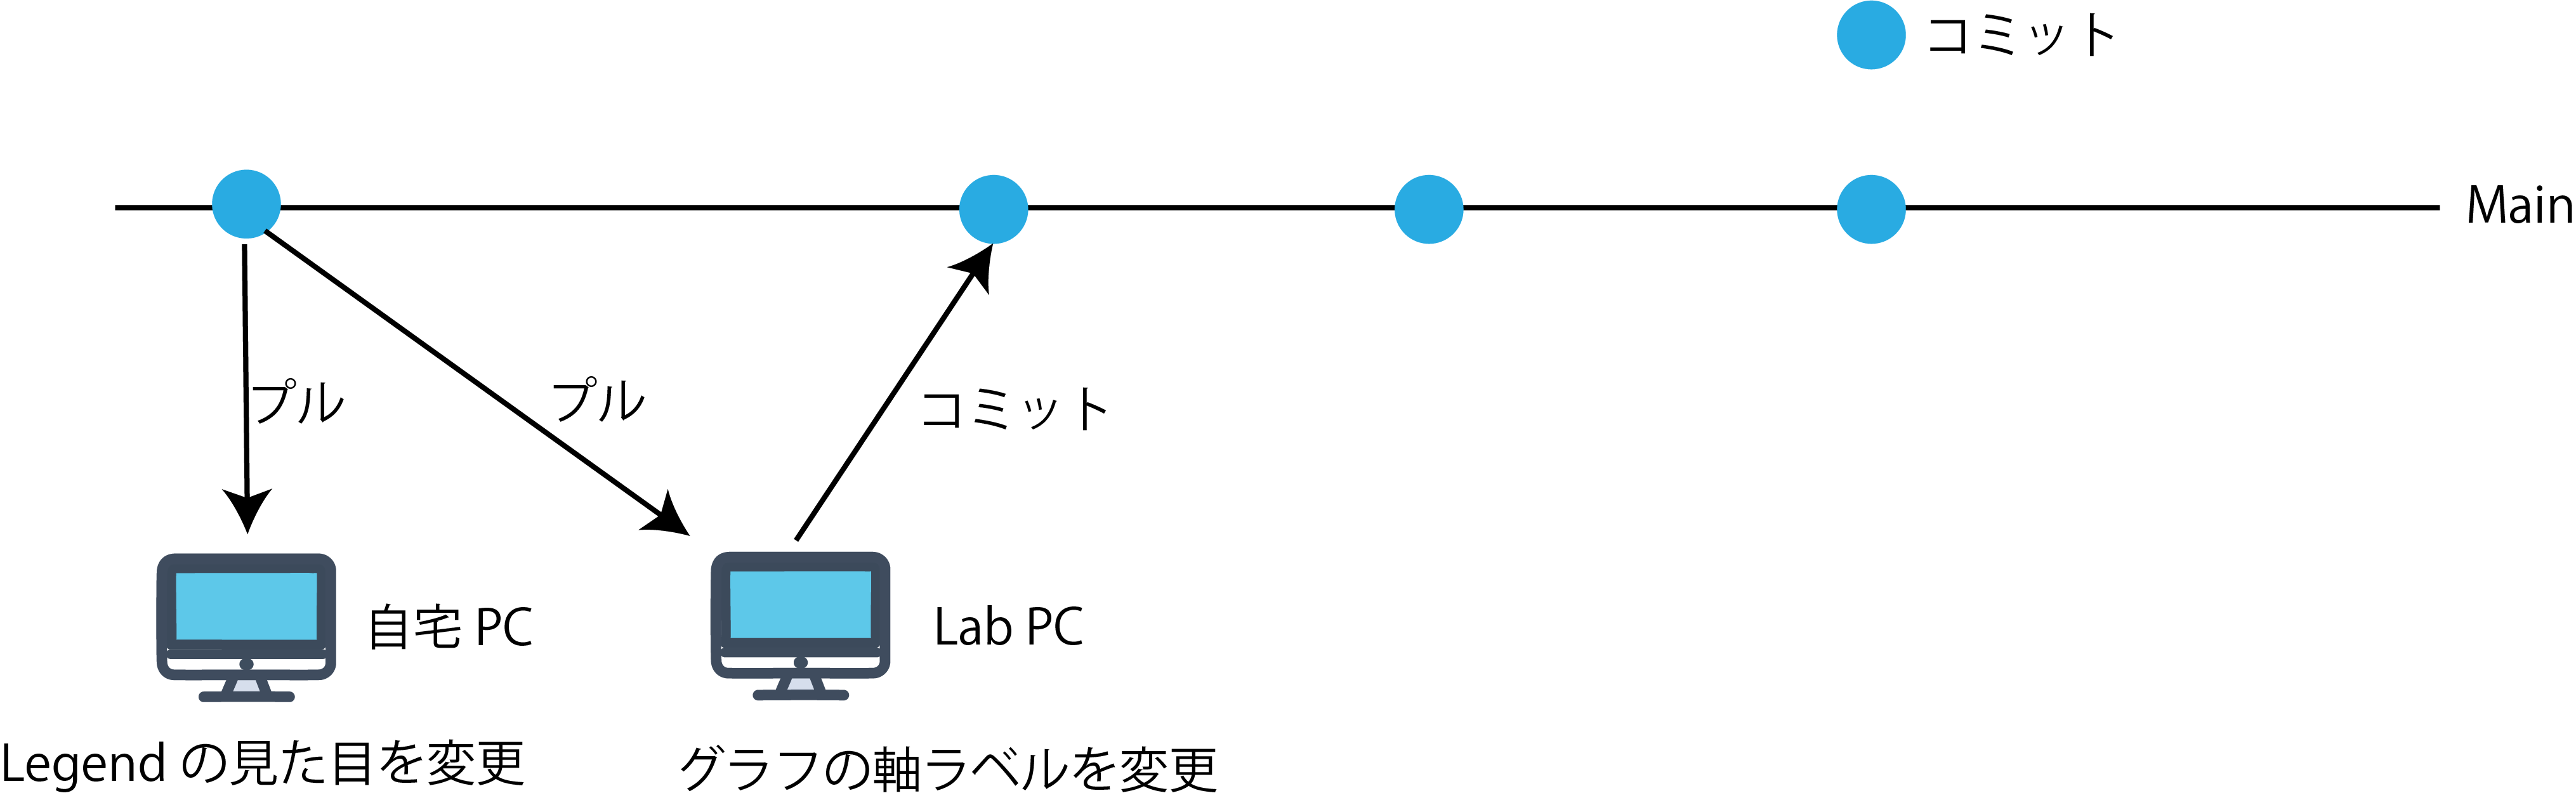 コミット
Main
プル
プル
コミット
自宅 PC
Lab PC
Legend の見た目を変更
グラフの軸ラベルを変更